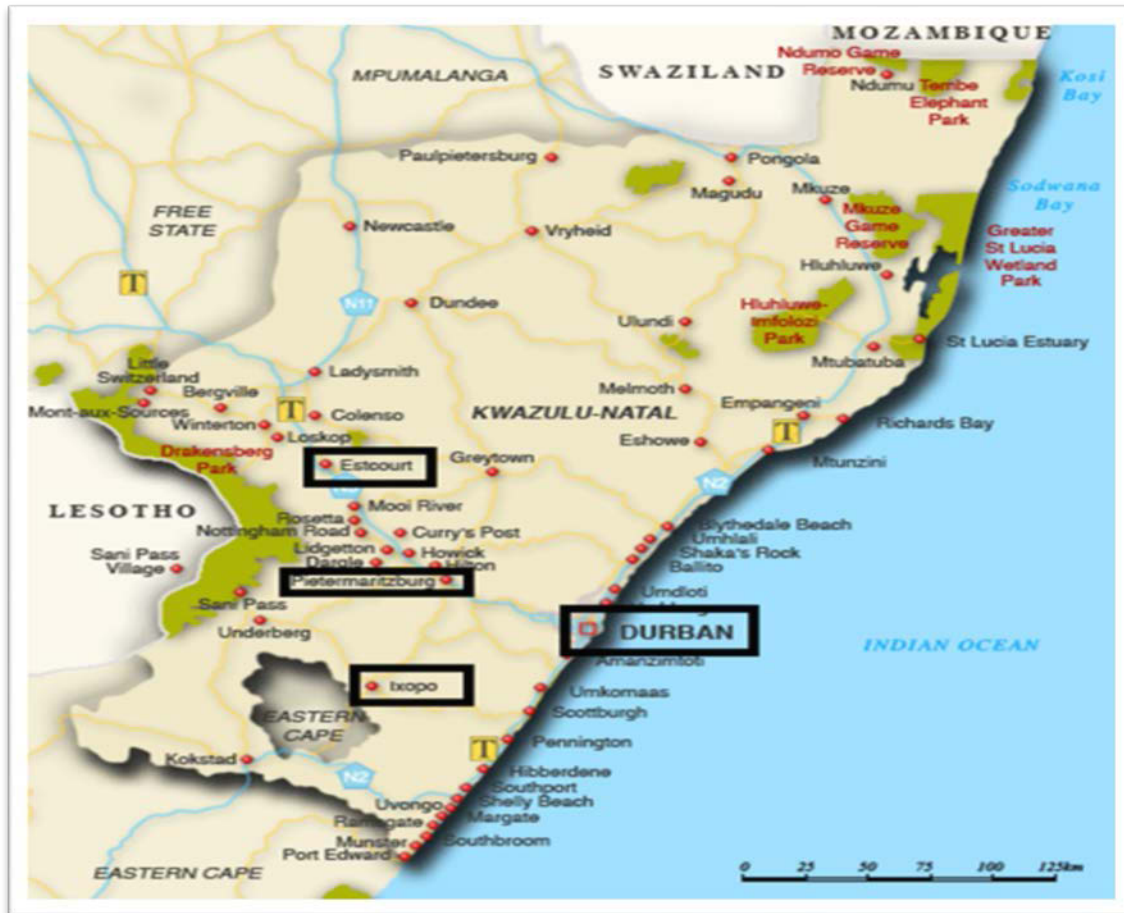 MOZAMBIQUE
Ndumo Game
Reserve
SWAZILAND
Ndumu
Tembe
Elephant
Park
Kosi
Bay
MPUMALANGA
Paulpietersburg
Pongola
Magudu
Mkuze
Sodwana
Bay
FREE
STATE
Newcastle
Vryheid
Mkuze
Game
Reserve
Greater
St Lucia
Wetland
Park
Hluhluwe
T
N11
Dundee
Ulundi
Hluhluwe-
Imfolozi
Park
St Lucia Estuary
Mtubatuba
Little
Switzerland
Ladysmith
Bergville
Melmoth
Mont-aux-Sources
T
Colenso
KWAZULU-NATAL
Empangeni
Richards Bay
Winterton
Loskop
Eshowe
T
Mtunzini
Drakensberg
Park
Estcourt
Greytown
N2
LESOTHO
Mooi River
Rosetta
Nottingham Road
Curry's Post
Blythedale Beach
Umhlali
Shaka's Rock
Ballito
Sani Pass
Village
Lidgetton
Howick
Dargle
Hilton
Pietermaritzburg
Umdloti
Sani Pass
Underberg
DURBAN
INDIAN OCEAN
Amanzimtoti
Ixopo
Umkomaas
EASTERN
CAPE
Scottburgh
Kokstad
T
Pennington
N2
Hibberdene
Southport
Uvongo
Shelly Beach
Ramsgate
Margate
Munster
Southbroom
Port Edward
EASTERN CAPE
0 25 50 75 100 125km